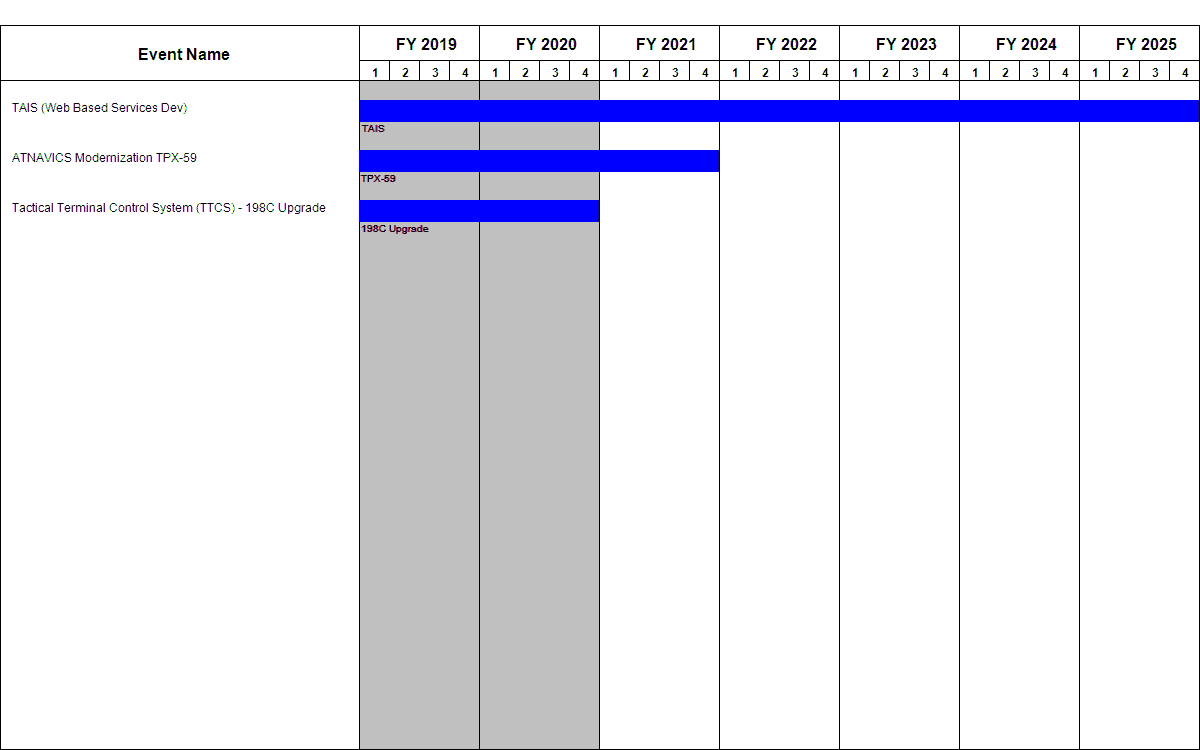 Event Name
FY 2019 FY 2020 FY 2021 FY 2022 FY 2023 FY 2024 FY 2025
1 2 3 4 1 2 3 4 1 2 3 4 1 2 3 4 1 2 3 4 1 2 3 4 1 2 3 4
TAIS (Web Based Services Dev)
TAIS
ATNAVICS Modernization TPX-59
TPX-59
Tactical Terminal Control System (TTCS) - 198C Upgrade
198C Upgrade